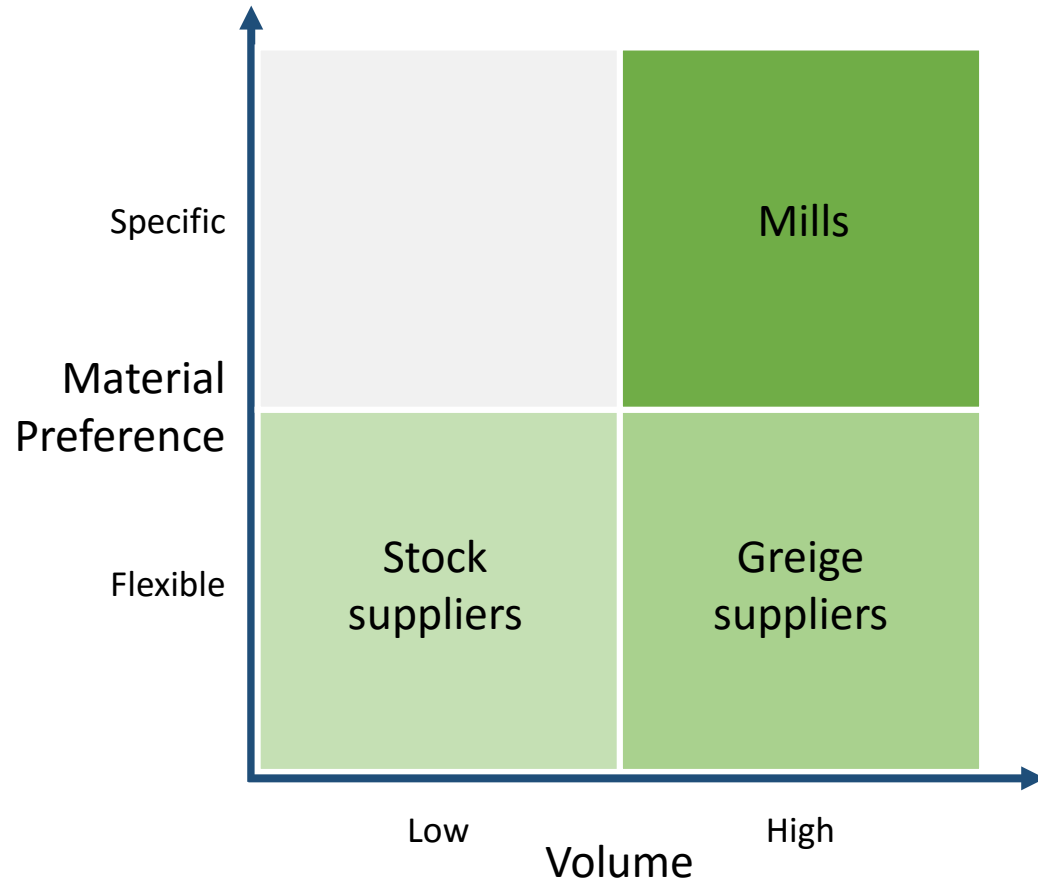 Specific
Mills
Material
Preference
Flexible
Stock
suppliers
Greige
suppliers
Low
High
Volume